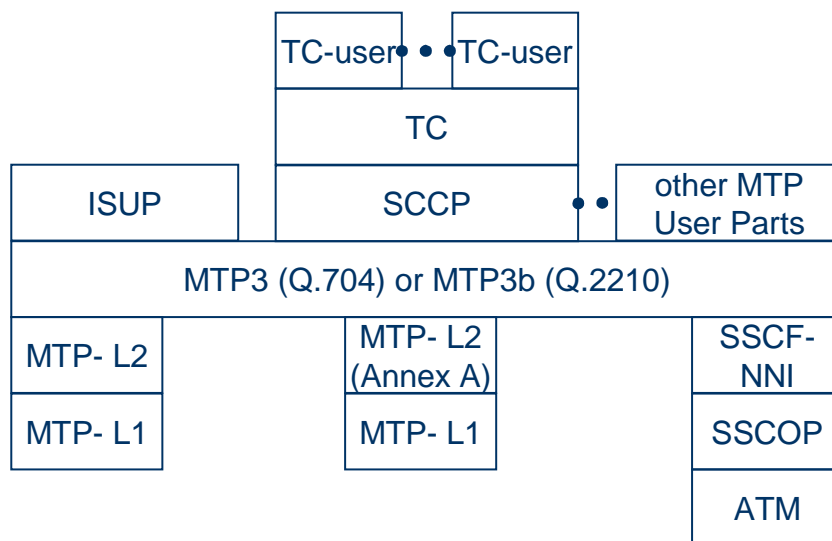 TC-user • • • TC-user
TC
ISUP
SCCP
• •
other MTP
User Parts
MTP3 (Q.704) or MTP3b (Q.2210)
MTP- L2
MTP- L2
(Annex A)
SSCF-
NNI
MTP- L1
MTP- L1
SSCOP
ATM